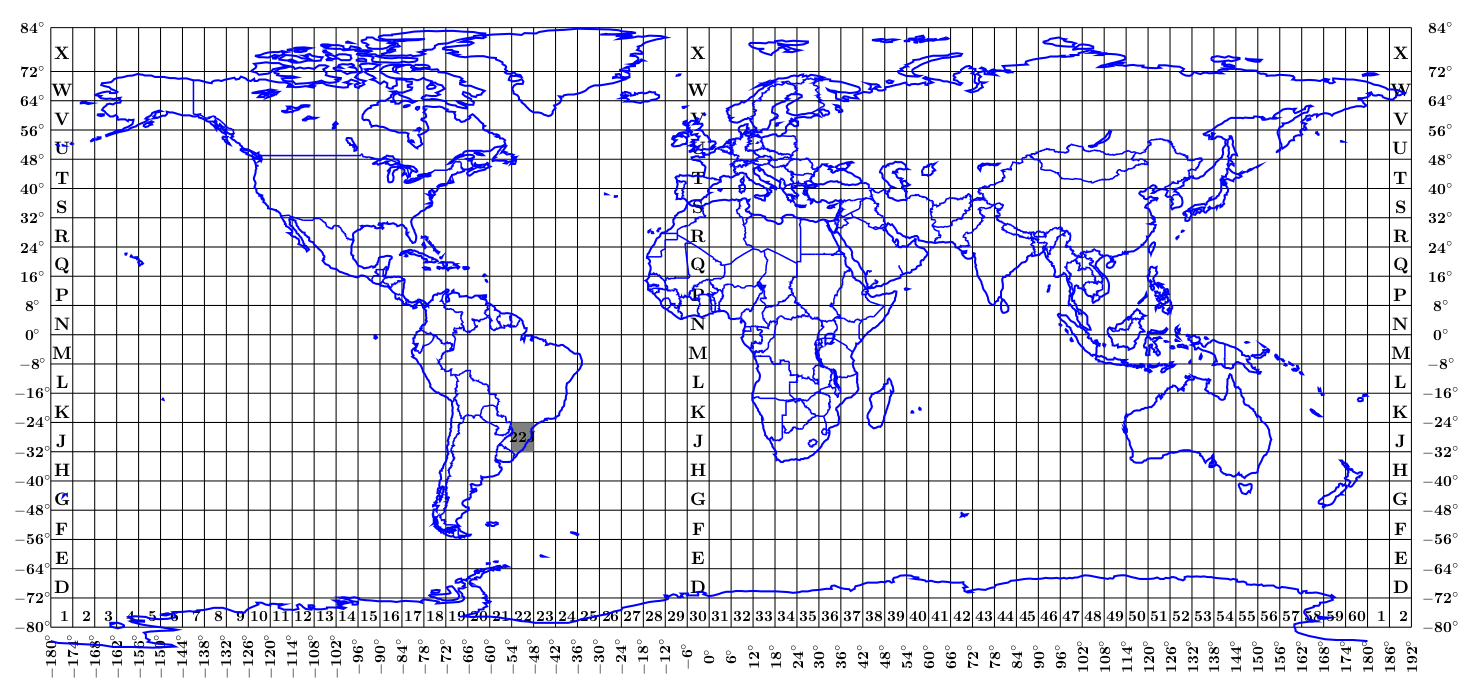 84° 84°
X X X
72° 72°
W W W
64° 64°
V V V
56° 56°
U U U
48° 48°
T T T
40° 40°
S S S
32° 32°
R R R
24° 24°
Q Q Q
16° 16°
P P P
8° 8°
N N N
0° 0°
M M M
−8° −8°
L L L
−16° −16°
K K K
−24° −24°
J 22J J J
−32° −32°
H H H
−40° −40°
G G G
−48° −48°
F F F
−56° −56°
E E E
−64° −64°
D D D
−72° −72°
1 2 3 4 5 6 7 8 9 10 11 12 13 14 15 16 17 18 19 20 21 22 23 24 25 26 27 28 29 30 31 32 33 34 35 36 37 38 39 40 41 42 43 44 45 46 47 48 49 50 51 52 53 54 55 56 57 58 59 60 1 2
−80° −80°
−180° −174° −168° −162° −156° −150° −144° −138° −132° −126° −120° −114° −108° −102° −96° −90° −84° −78° −72° −66° −60° −54° −48° −42° −36° −30° −24° −18° −12° −6° 0° 6° 12° 18° 24° 30° 36° 42° 48° 54° 60° 66° 72° 78° 84° 90° 96° 102° 108° 114° 120° 126° 132° 138° 144° 150° 156° 162° 168° 174° 180° 186° 192°